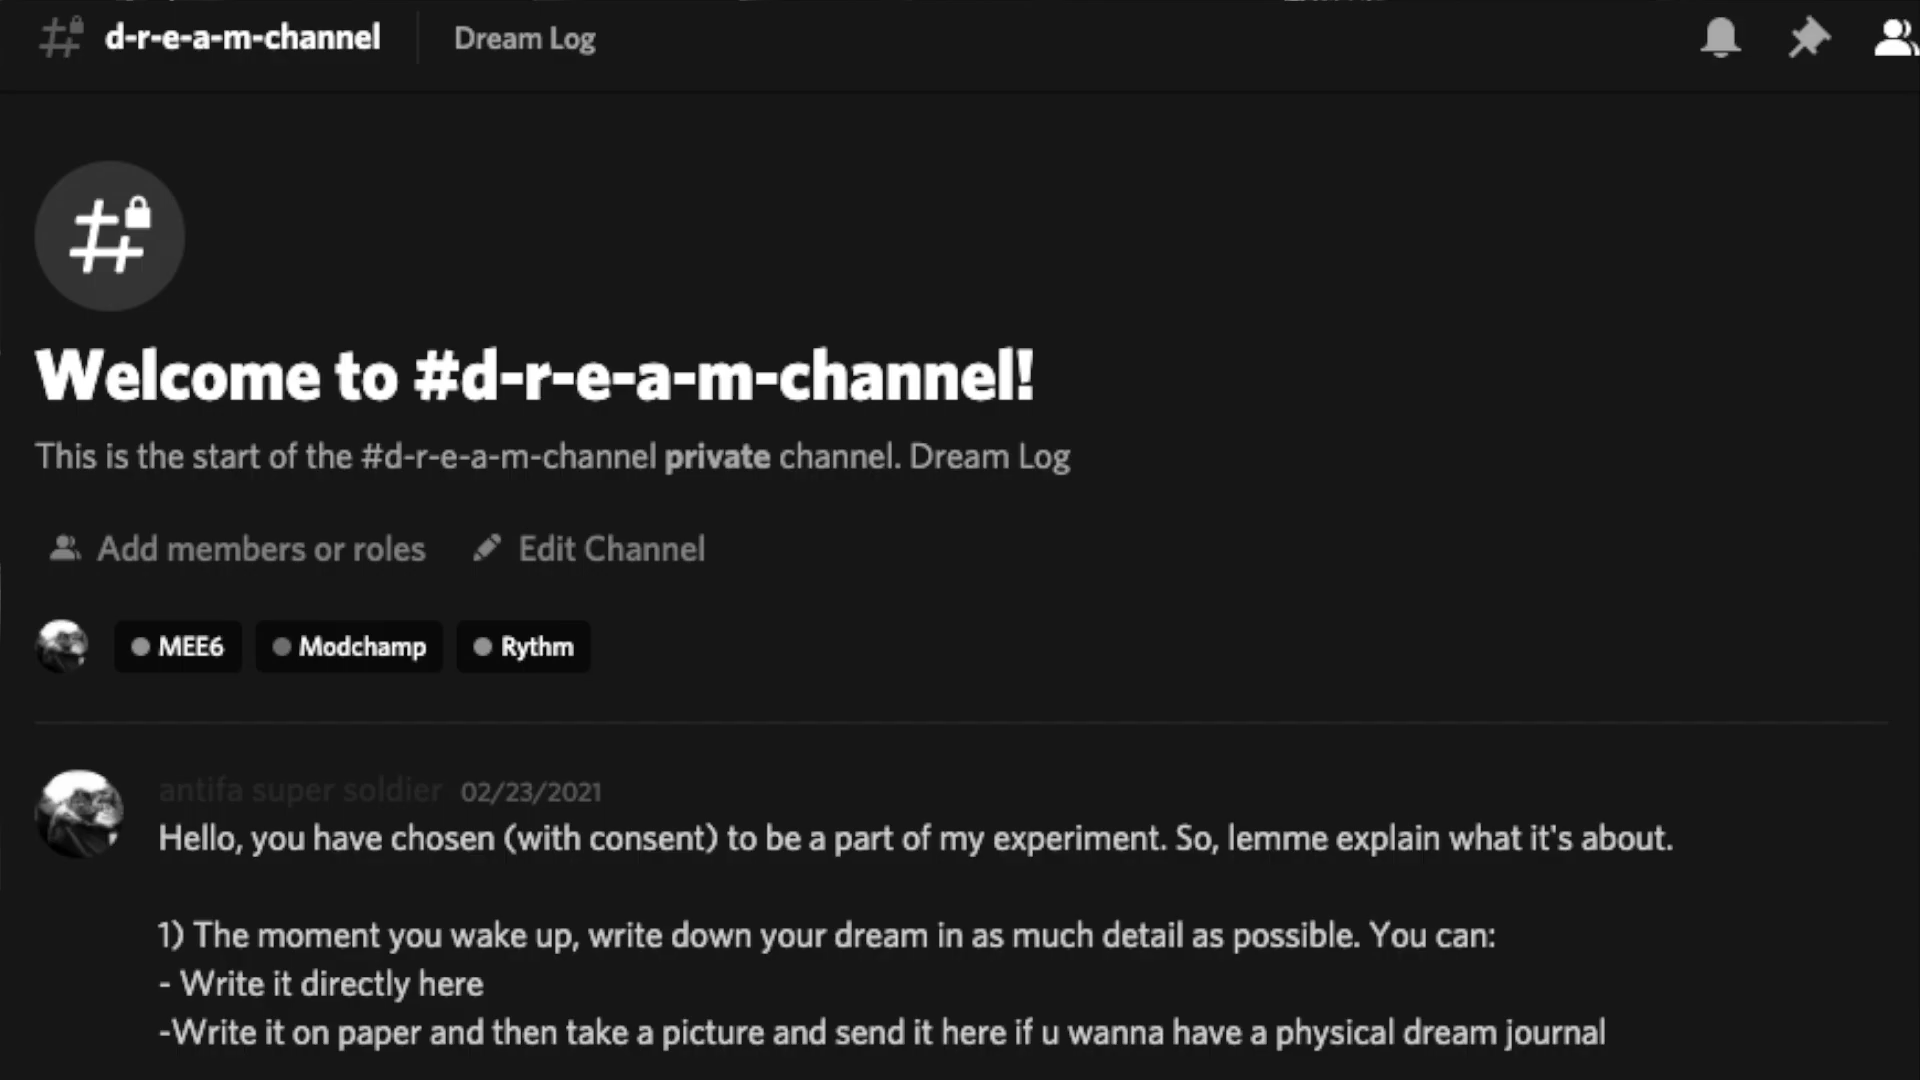 d-r-e-a-m-channel Dream Log
Welcome to #d-r-e-a-m-channel!
This is the start of the #d-r-e-a-m-channel private channel. Dream Log
Add members or roles Edit Channel
MEE6 Modchamp Rythm
antifa super soldier 02/23/2021
Hello, you have chosen (with consent) to be a part of my experiment. So, lemme explain what it's about.
1) The moment you wake up, write down your dream in as much detail as possible. You can:
- Write it directly here
-Write it on paper and then take a picture and send it here if u wanna have a physical dream journal